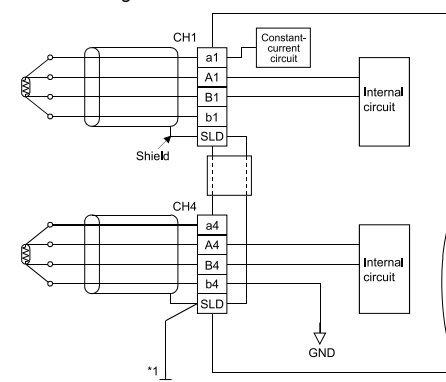 CH1
a1
A1
B1
b1
SLD
Constant-
current
circuit
Internal
circuit
Shield
CH4
a4
A4
B4
b4
SLD
Internal
circuit
GND
*1